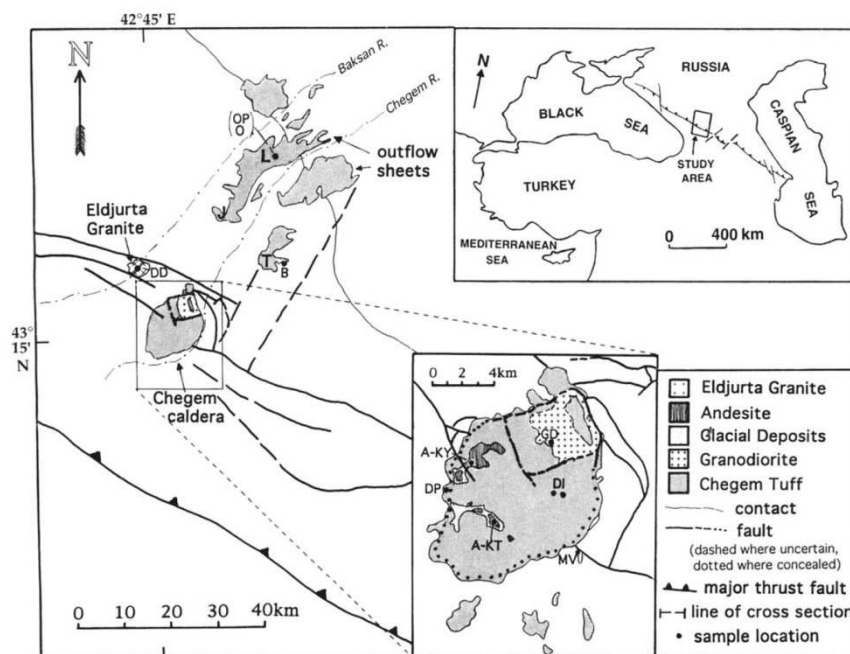 42°45' E
N
Baksan R.
Chegem R.
(OP
O)
L
outflow
sheets
J
Eldjurta
Granite
DD
T
B
43°
15'
N
Chegem
caldera
0 10 20 30 40km
N
RUSSIA
BLACK
SEA
CASPIAN
SEA
STUDY
AREA
TURKEY
MEDITERRANEAN
SEA
0 400 km
0 2 4km
A-KY
GD
DP
DI
A-KT
MV
Eldjurta Granite
Andesite
Glacial Deposits
Granodiorite
Chegem Tuff
contact
fault
(dashed where uncertain,
dotted where concealed)
major thrust fault
line of cross section
sample location